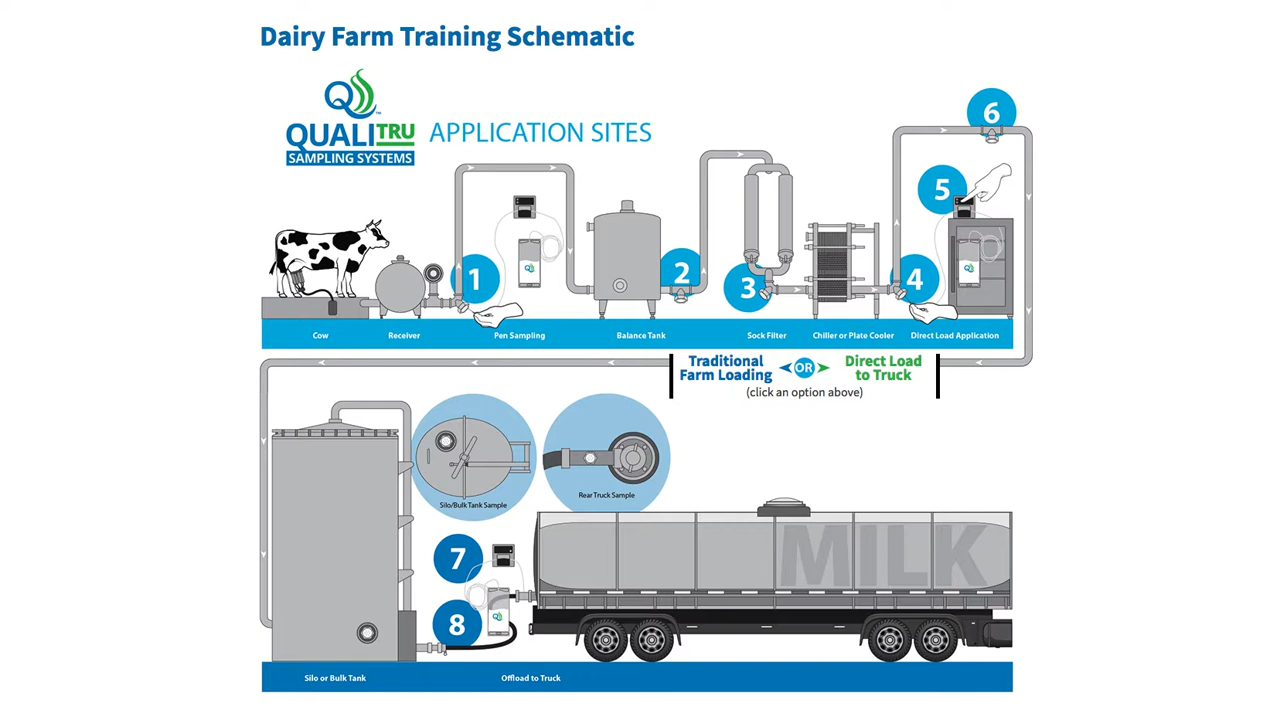 Dairy Farm Training Schematic
QUALITRU
SAMPLING SYSTEMS
™
APPLICATION SITES
6
5
1
2
3
4
Cow
Receiver
Pen Sampling
Balance Tank
Sock Filter
Chiller or Plate Cooler
Direct Load Application
Traditional
Farm Loading
OR
Direct Load
to Truck
(click an option above)
Silo/Bulk Tank Sample
Rear Truck Sample
MILK
7
8
Silo or Bulk Tank
Offload to Truck